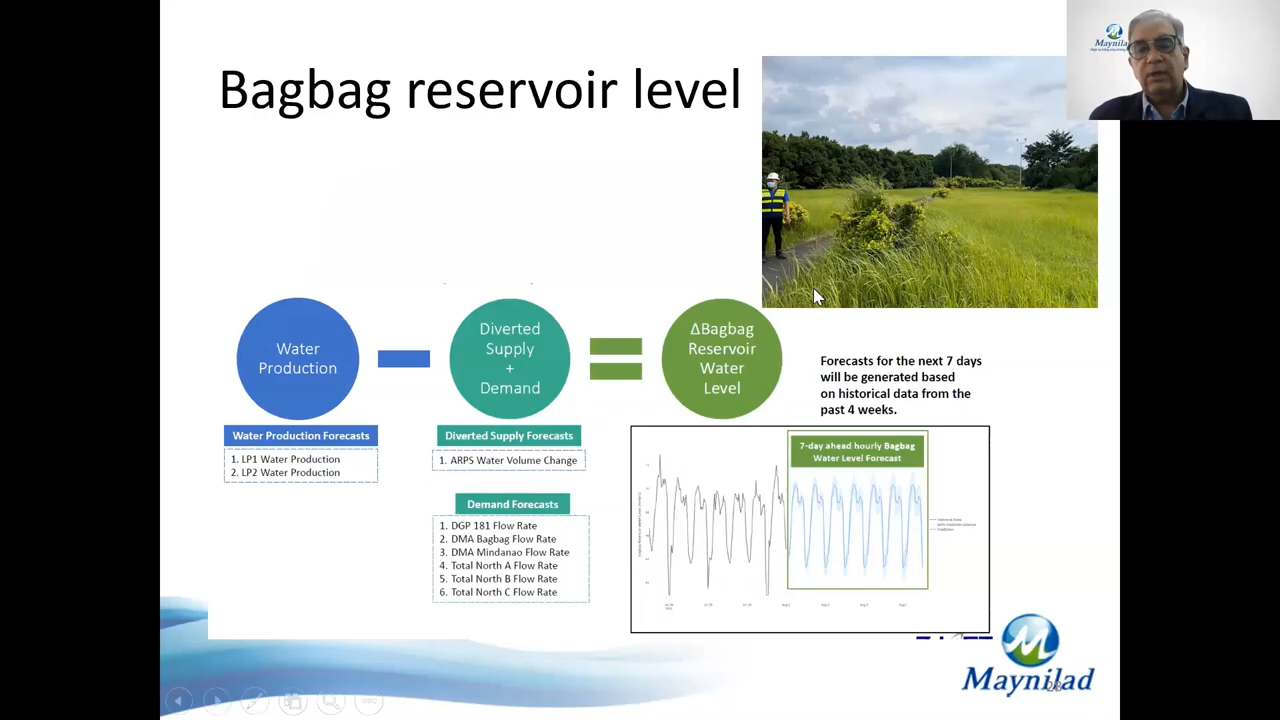 Bagbag reservoir level
Water
Production
Diverted
Supply
+
Demand
ΔBagbag
Reservoir
Water
Level
Water Production Forecasts
1. LP1 Water Production
2. LP2 Water Production
Diverted Supply Forecasts
1. ARPS Water Volume Change
Demand Forecasts
1. DGP 181 Flow Rate
2. DMA Bagbag Flow Rate
3. DMA Mindanao Flow Rate
4. Total North A Flow Rate
5. Total North B Flow Rate
6. Total North C Flow Rate
Forecasts for the next 7 days
will be generated based
on historical data from the
past 4 weeks.
7-day ahead hourly Bagbag
Water Level Forecast
Maynilad
28